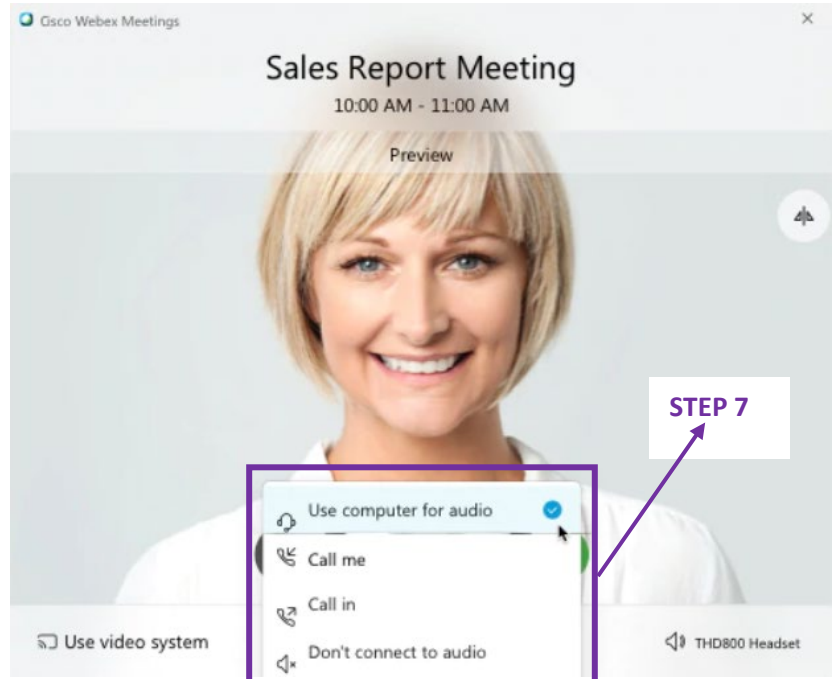 Cisco Webex Meetings
Sales Report Meeting
10:00 AM - 11:00 AM
Preview
STEP 7
Use computer for audio
Call me
Call in
Don't connect to audio
Use video system
THD800 Headset